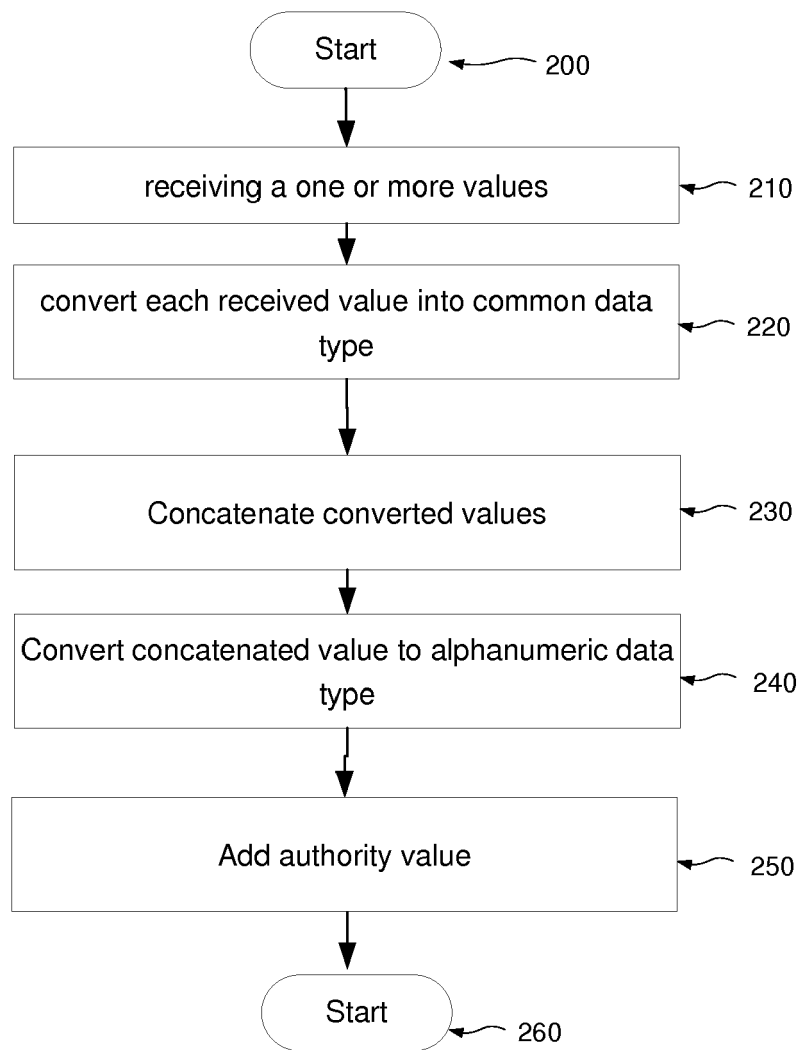 Start
200
receiving a one or more values
210
convert each received value into common data
type
220
Concatenate converted values
230
Convert concatenated value to alphanumeric data
type
240
Add authority value
250
Start
260